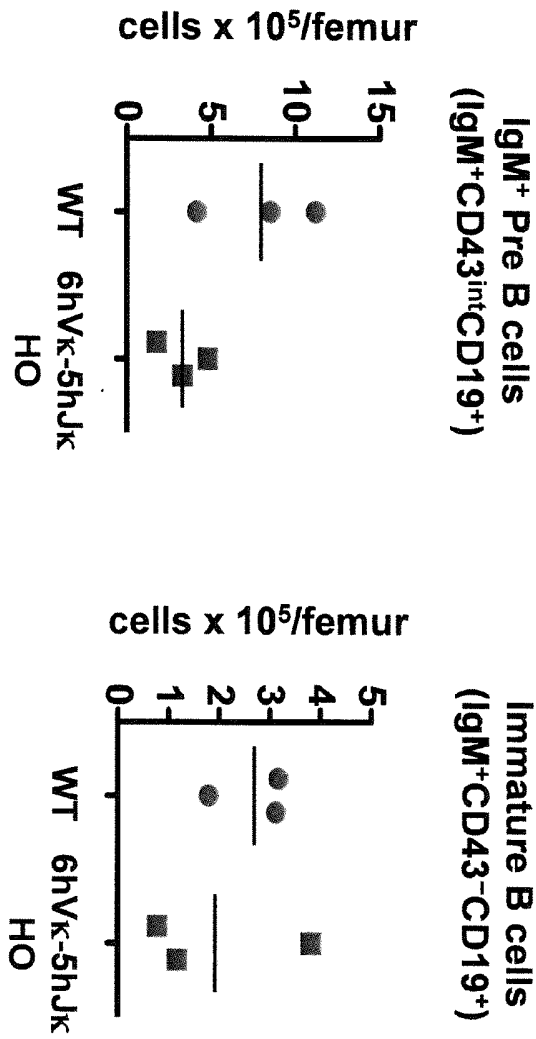 IgM⁺ Pre B cells
(IgM⁺CD43ⁱⁿᵗCD19⁺)
cells x 10⁵/femur
15
10
5
0
WT 6hVκ-5hJκ
HO
Immature B cells
(IgM⁺CD43⁻CD19⁺)
cells x 10⁵/femur
5
4
3
2
1
0
WT 6hVκ-5hJκ
HO